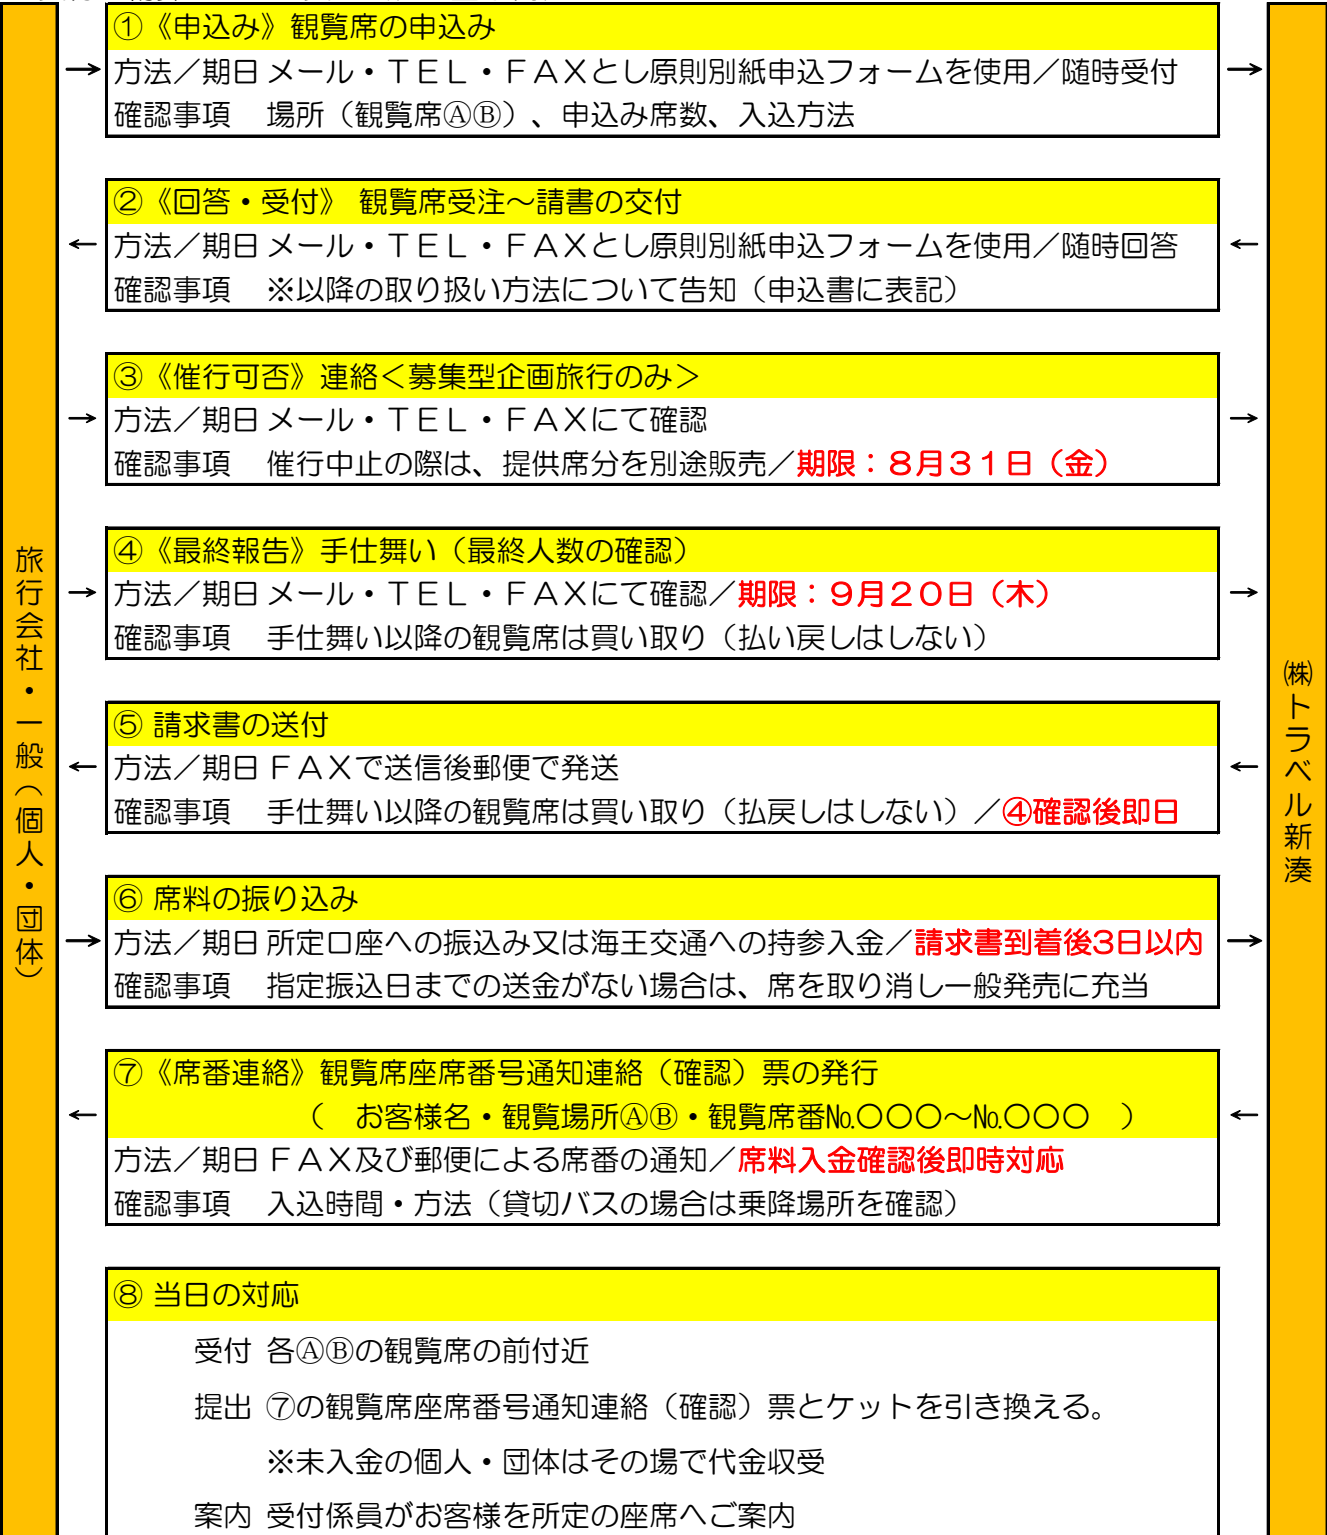 ①《申込み》観覧席の申込み
→ 方法／期日 メール・ＴＥＬ・ＦＡＸとし原則別紙申込フォームを使用／随時受付 →
確認事項　場所（観覧席ⒶⒷ）、申込み席数、入込方法
②《回答・受付》 観覧席受注～請書の交付
← 方法／期日 メール・ＴＥＬ・ＦＡＸとし原則別紙申込フォームを使用／随時回答 ←
確認事項　※以降の取り扱い方法について告知（申込書に表記）
③《催行可否》連絡＜募集型企画旅行のみ＞
→ 方法／期日 メール・ＴＥＬ・ＦＡＸにて確認 →
確認事項　催行中止の際は、提供席分を別途販売／期限：８月３１日（金）
④《最終報告》手仕舞い（最終人数の確認）
→ 方法／期日 メール・ＴＥＬ・ＦＡＸにて確認／期限：９月２０日（木） →
確認事項　手仕舞い以降の観覧席は買い取り（払い戻しはしない）
⑤ 請求書の送付
← 方法／期日 ＦＡＸで送信後郵便で発送 ←
確認事項　手仕舞い以降の観覧席は買い取り（払戻しはしない）／④確認後即日
⑥ 席料の振り込み
→ 方法／期日 所定口座への振込み又は海王交通への持参入金／請求書到着後3日以内 →
確認事項　指定振込日までの送金がない場合は、席を取り消し一般発売に充当
⑦《席番連絡》観覧席座席番号通知連絡（確認）票の発行
← （　お客様名・観覧場所ⒶⒷ・観覧席番№〇〇〇～№〇〇〇　） ←
方法／期日 ＦＡＸ及び郵便による席番の通知／席料入金確認後即時対応
確認事項　入込時間・方法（貸切バスの場合は乗降場所を確認）
⑧ 当日の対応
受付 各ⒶⒷの観覧席の前付近
提出 ⑦の観覧席座席番号通知連絡（確認）票とケットを引き換える。
※未入金の個人・団体はその場で代金収受
案内 受付係員がお客様を所定の座席へご案内
旅行会社・一般（個人・団体）
㈱トラベル新湊